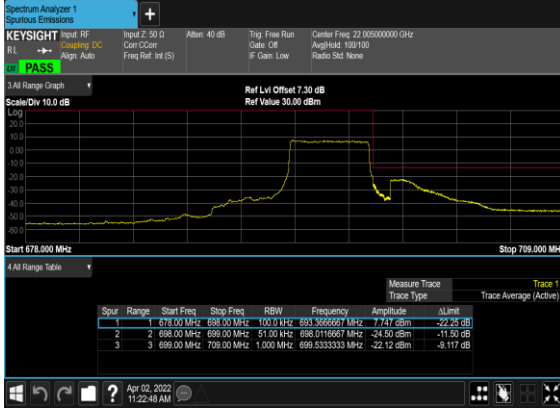 Spectrum Analyzer 1
Spurious Emissions
+
KEYSIGHT Input: RF Input Z: 50 Ω Atten: 40 dB Trig: Free Run Center Freq: 22.005000000 GHz
RL Coupling: DC Corr CCorr Gate: Off Avg|Hold: 100/100
Align: Auto Freq Ref: Int (S) IF Gain: Low Radio Std: None
LXI PASS
3 All Range Graph
Ref Lvl Offset 7.30 dB
Scale/Div 10.0 dB Ref Value 30.00 dBm
Log
20.0
10.0
0.00
-10.0
-20.0
-30.0
-40.0
-50.0
-60.0
Start 678.000 MHz Stop 709.000 MH
4 All Range Table
Measure Trace Trace 1
Trace Type Trace Average (Active)
Spur Range Start Freq Stop Freq RBW Frequency Amplitude ΔLimit
1 1 678.00 MHz 698.00 MHz 100.0 kHz 693.3666667 MHz 7.747 dBm -22.25 dB
2 2 698.00 MHz 699.00 MHz 51.00 kHz 698.0116667 MHz -24.50 dBm -11.50 dB
3 3 699.00 MHz 709.00 MHz 1.000 MHz 699.5333333 MHz -22.12 dBm -9.117 dB
? Apr 02, 2022
11:22:48 AM